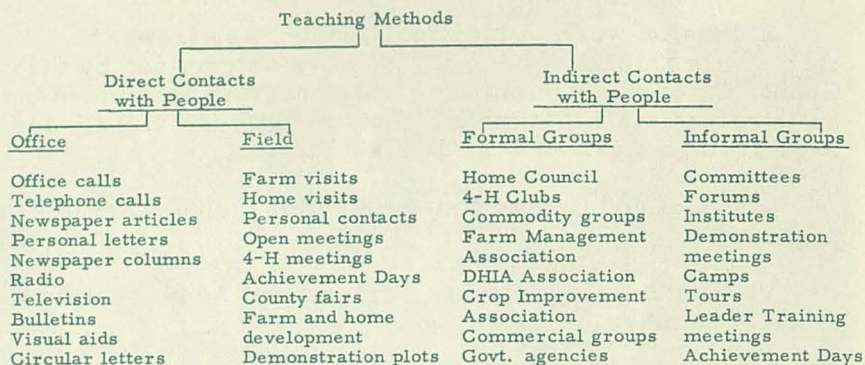 Teaching Methods
Direct Contacts
with People
Indirect Contacts
with People
Office
Office calls
Telephone calls
Newspaper articles
Personal letters
Newspaper columns
Radio
Television
Bulletins
Visual aids
Circular letters
Field
Farm visits
Home visits
Personal contacts
Open meetings
4-H meetings
Achievement Days
County fairs
Farm and home
development
Demonstration plots
Formal Groups
Home Council
4-H Clubs
Commodity groups
Farm Management
Association
DHIA Association
Crop Improvement
Association
Commercial groups
Govt. agencies
Informal Groups
Committees
Forums
Institutes
Demonstration
meetings
Camps
Tours
Leader Training
meetings
Achievement Days